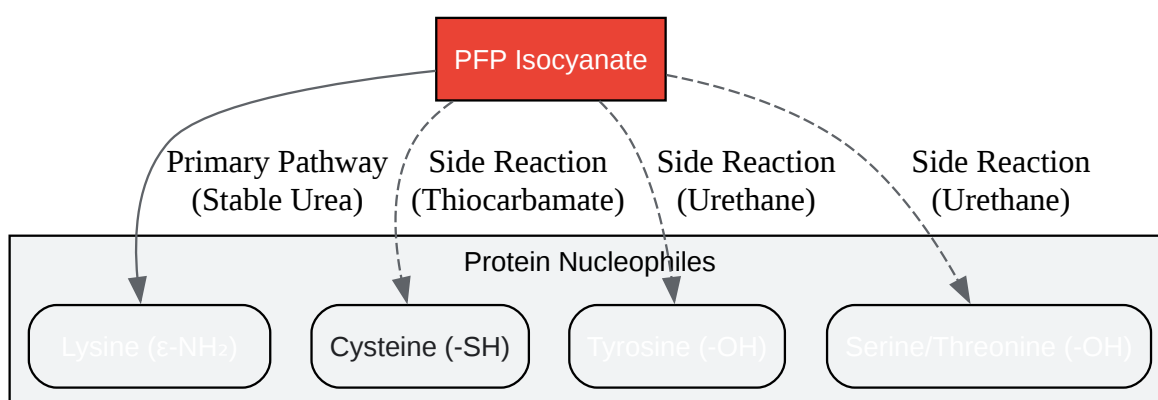 PFP Isocyanate
Primary Pathway
(Stable Urea)
Side Reaction
(Thiocarbamate)
Side Reaction
(Urethane)
Side Reaction
(Urethane)
Protein Nucleophiles
Lysine (ε-NH₂)
Cysteine (-SH)
Tyrosine (-OH)
Serine/Threonine (-OH)